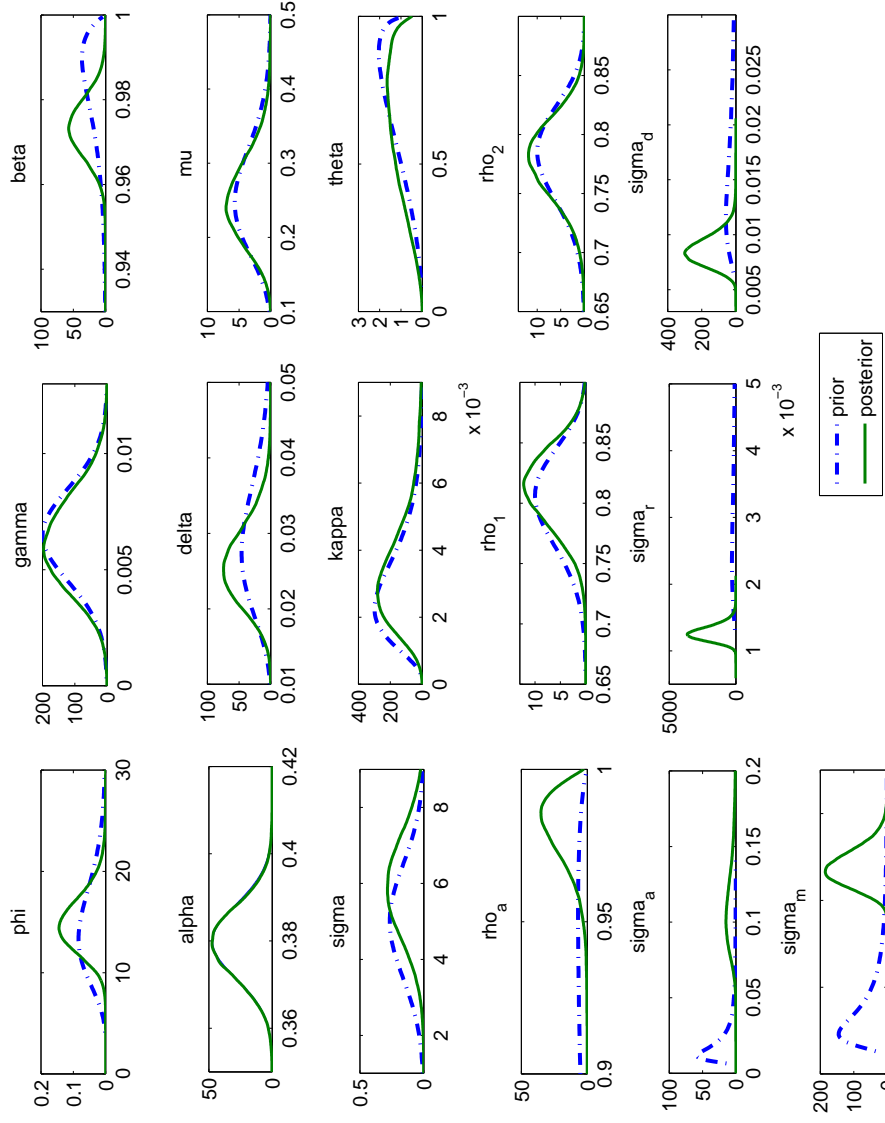 phi
0.2
0.1
0
0 10 20 30
gamma
200
100
0
0 0.005 0.01
beta
100
50
0
0.94 0.96 0.98 1
alpha
50
0
0.36 0.38 0.4 0.42
delta
100
50
0
0.01 0.02 0.03 0.04 0.05
mu
10
5
0
0.1 0.2 0.3 0.4 0.5
sigma
0.5
0
2 4 6 8
kappa
400
200
0
0 2 4 6 8
x 10⁻³
theta
3
2
1
0
0 0.5 1
rho_a
50
0
0.9 0.95 1
rho_1
10
5
0
0.65 0.7 0.75 0.8 0.85
rho_2
10
5
0
0.65 0.7 0.75 0.8 0.85
sigma_a
100
50
0
0 0.05 0.1 0.15 0.2
sigma_r
5000
0
1 2 3 4 5
x 10⁻³
sigma_d
400
200
0
0.005 0.01 0.015 0.02 0.025
sigma_m
200
100
0
prior
posterior